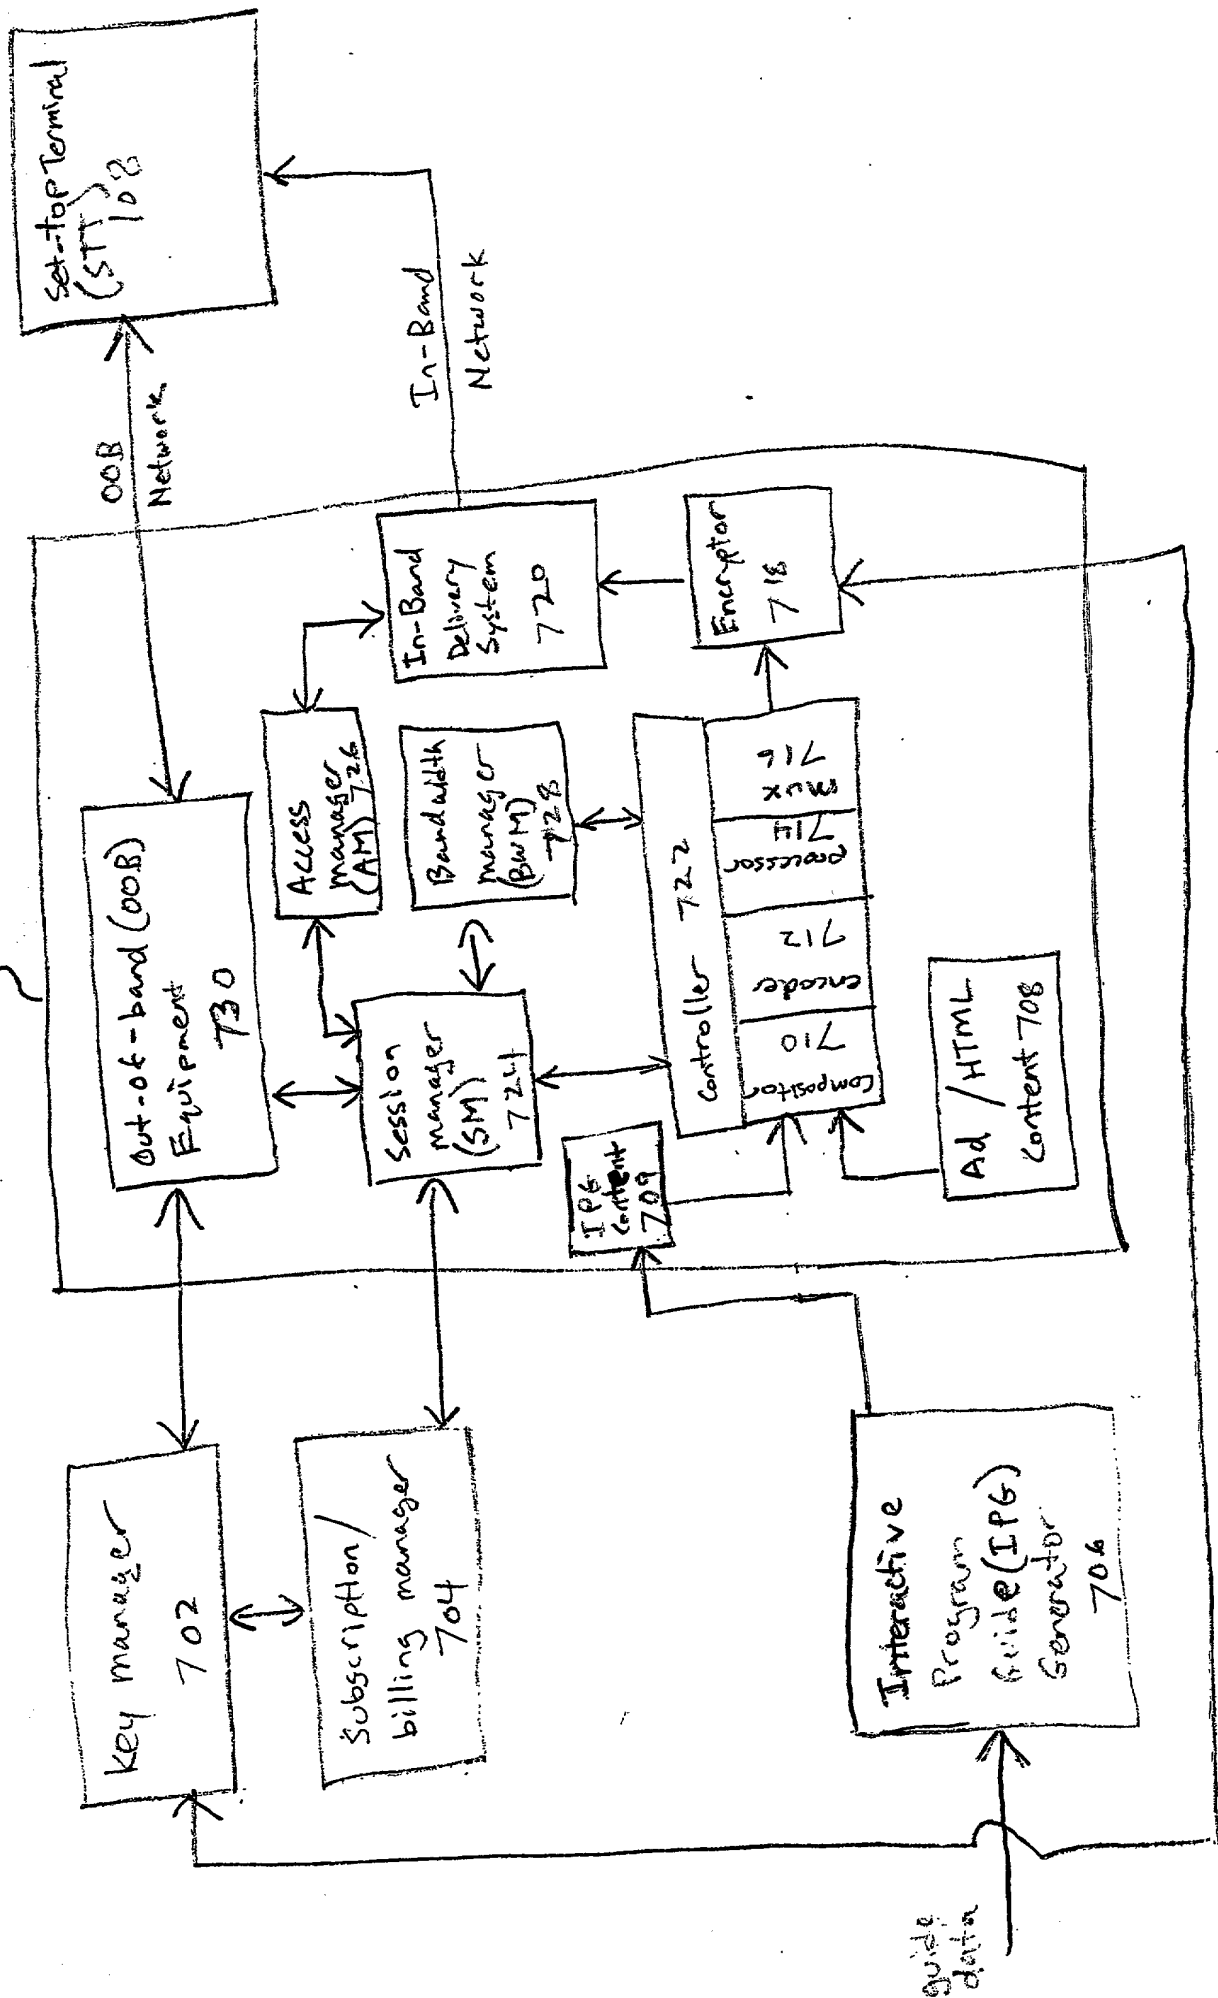 Key manager
702
Subscription/
billing manager
704
Interactive
Program
Guide(IPG)
Generator
706
guide
data
Out-of-band (OOB)
Equipment
730
Session
manager
(SM)
724
Access
manager
(AM) 726
Bandwidth
manager
(BWM)
728
IPG
Content
709
Controller 722
Compositor
710
encoder
712
processor
714
mux
716
Ad / HTML
Content 708
In-Band
Delivery
System
720
Encryptor
718
OOB
Network
In-Band
Network
Set-top Terminal
(STT)
102